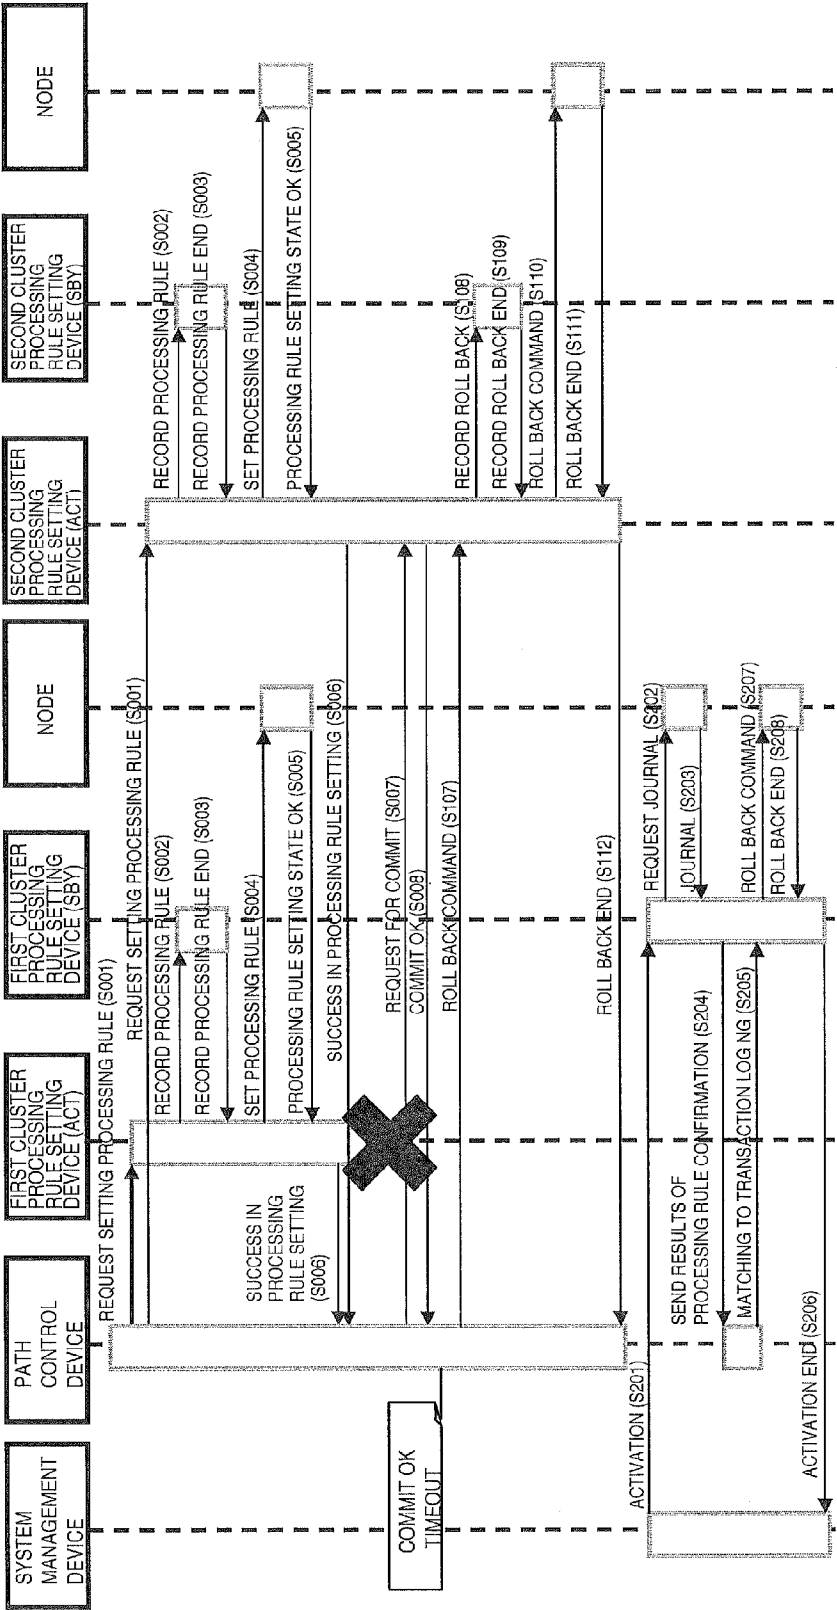 SYSTEM
MANAGEMENT
DEVICE
PATH
CONTROL
DEVICE
FIRST CLUSTER
PROCESSING
RULE SETTING
DEVICE (ACT)
FIRST CLUSTER
PROCESSING
RULE SETTING
DEVICE (SBY)
NODE
SECOND CLUSTER
PROCESSING
RULE SETTING
DEVICE (ACT)
SECOND CLUSTER
PROCESSING
RULE SETTING
DEVICE (SBY)
NODE
REQUEST SETTING PROCESSING RULE (S001)
REQUEST SETTING PROCESSING RULE (S001)
RECORD PROCESSING RULE (S002)
RECORD PROCESSING RULE (S002)
RECORD PROCESSING RULE END (S003)
RECORD PROCESSING RULE END (S003)
SET PROCESSING RULE (S004)
SET PROCESSING RULE (S004)
PROCESSING RULE SETTING STATE OK (S005)
PROCESSING RULE SETTING STATE OK (S005)
SUCCESS IN
PROCESSING
RULE SETTING
(S006)
SUCCESS IN PROCESSING RULE SETTING (S006)
REQUEST FOR COMMIT (S007)
COMMIT OK (S008)
COMMIT OK
TIMEOUT
ROLL BACK COMMAND (S107)
RECORD ROLL BACK (S108)
RECORD ROLL BACK END (S109)
ROLL BACK COMMAND (S110)
ROLL BACK END (S111)
ROLL BACK END (S112)
ACTIVATION (S201)
REQUEST JOURNAL (S202)
JOURNAL (S203)
SEND RESULTS OF
PROCESSING RULE CONFIRMATION (S204)
MATCHING TO TRANSACTION LOG NG (S205)
ROLL BACK COMMAND (S207)
ROLL BACK END (S208)
ACTIVATION END (S206)